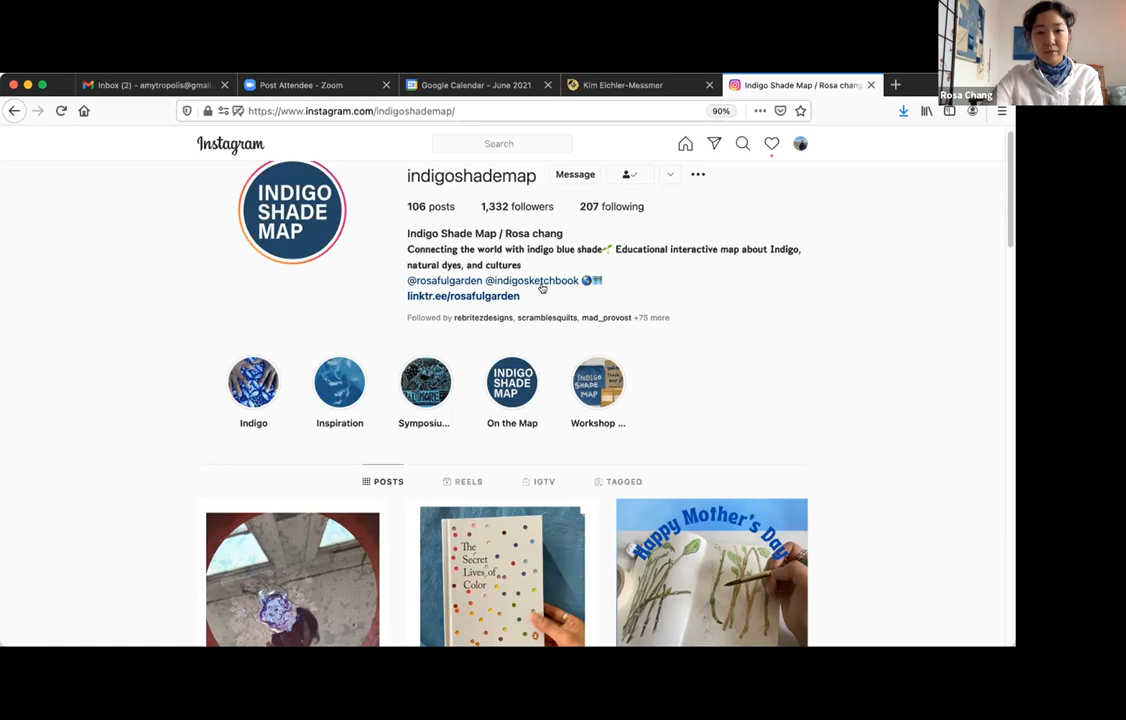 Rosa Chang
Inbox (2) - amytropolis@gmail.
Post Attendee - Zoom
Google Calendar - June 2021
Kim Eichler-Messmer
Indigo Shade Map / Rosa chang
https://www.instagram.com/indigoshademap/
90%
Instagram
Search
INDIGO
SHADE
MAP
indigoshademap
Message
106 posts
1,332 followers
207 following
Indigo Shade Map / Rosa chang
Connecting the world with indigo blue shade🌱 Educational interactive map about Indigo,
natural dyes, and cultures
@rosafulgarden @indigosketchbook
linktr.ee/rosafulgarden
Followed by rebritezdesigns, scramblesquilts, mad_provost +75 more
INDIGO
SHADE
MAP
INDIGO
SHADE
MAP
Indigo
Inspiration
Symposiu...
On the Map
Workshop ...
POSTS
REELS
IGTV
TAGGED
The
Secret
Lives of
Color
Happy Mother's Day